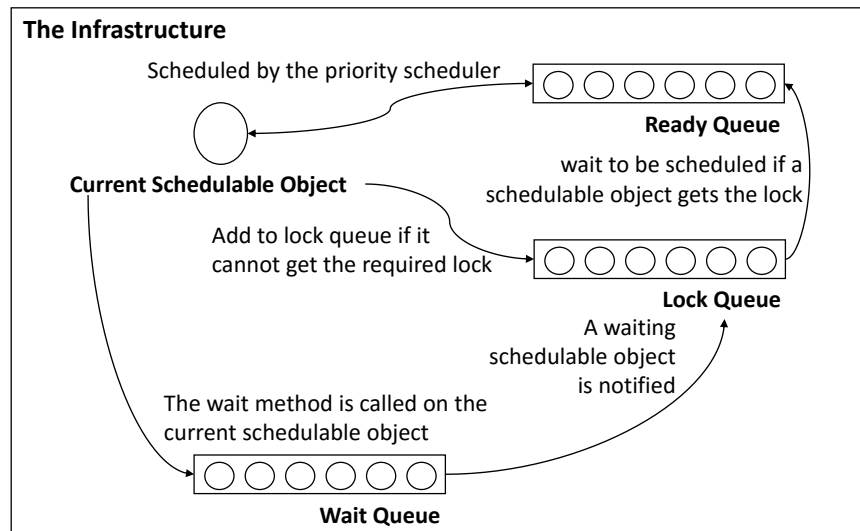 The Infrastructure
Scheduled by the priority scheduler
Ready Queue
Current Schedulable Object
wait to be scheduled if a
schedulable object gets the lock
Add to lock queue if it
cannot get the required lock
Lock Queue
A waiting
schedulable object
is notified
The wait method is called on the
current schedulable object
Wait Queue